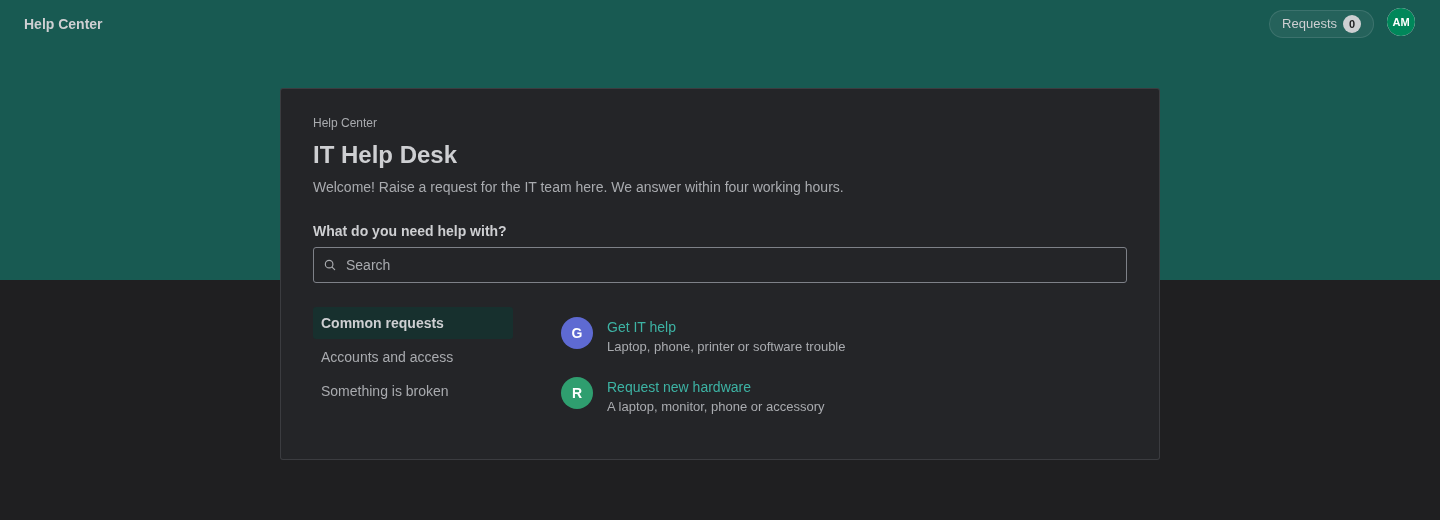 Help Center
Requests 0
AM
Help Center
IT Help Desk
Welcome! Raise a request for the IT team here. We answer within four working hours.
What do you need help with?
Search
Common requests
Accounts and access
Something is broken
G
Get IT help
Laptop, phone, printer or software trouble
R
Request new hardware
A laptop, monitor, phone or accessory